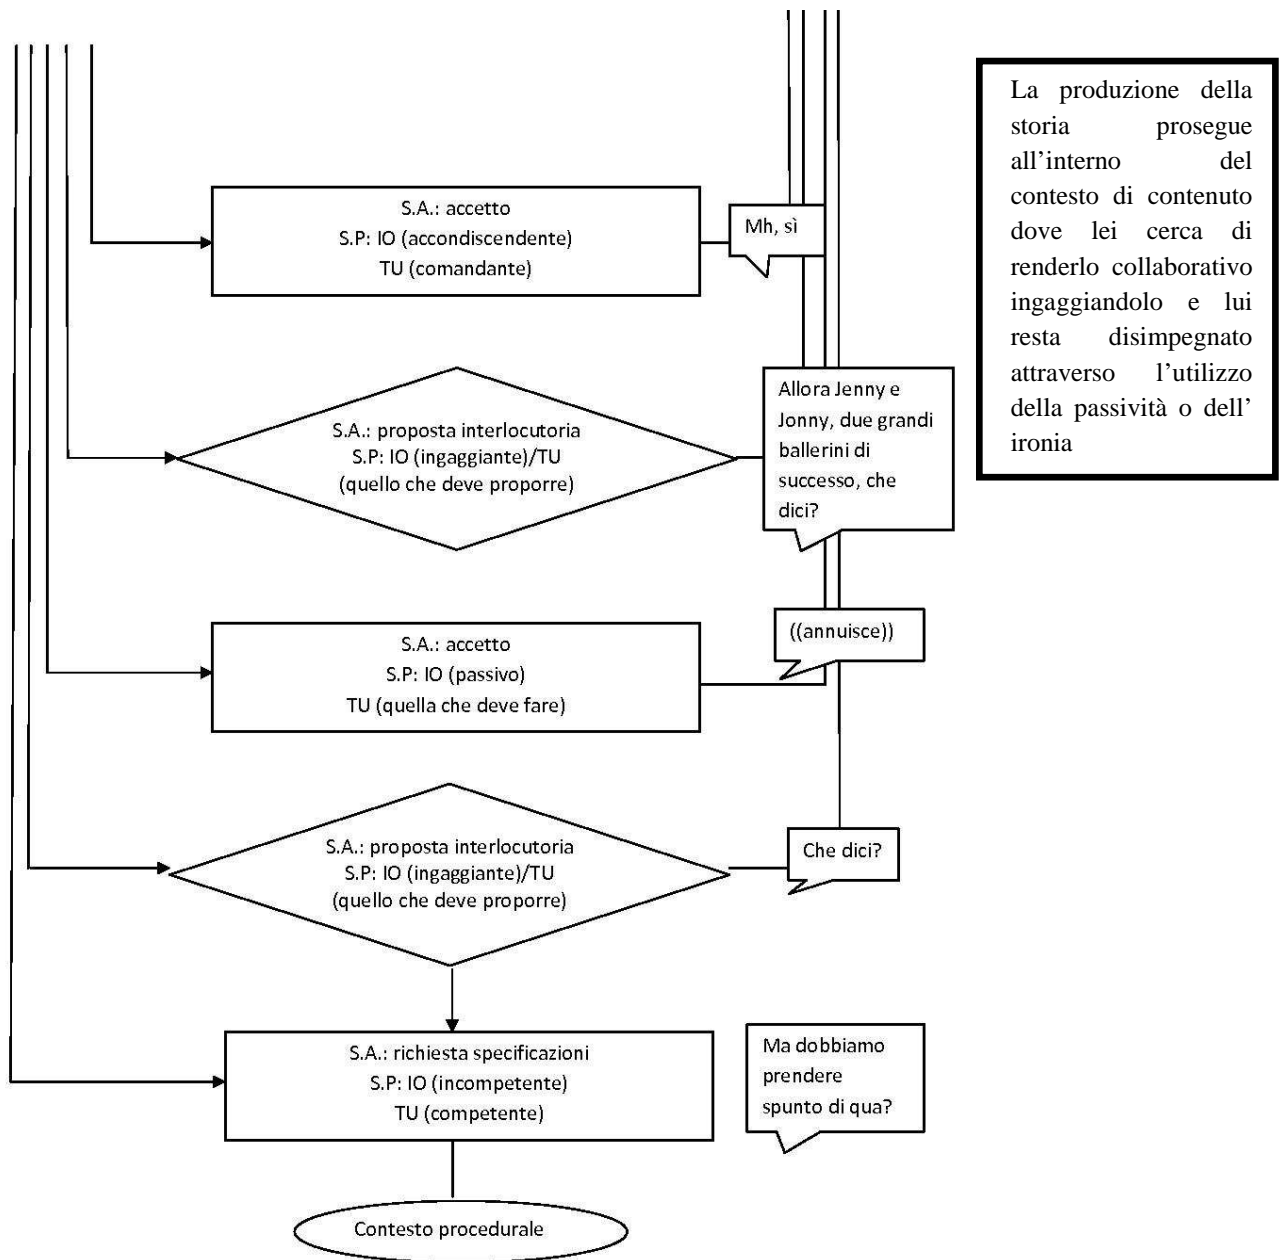 La produzione della
storia prosegue
all’interno del
contesto di contenuto
dove lei cerca di
renderlo collaborativo
ingaggiandolo e lui
resta disimpegnato
attraverso l’utilizzo
della passività o dell’
ironia
S.A.: accetto
S.P: IO (accondiscendente)
TU (comandante)
Mh, sì
S.A.: proposta interlocutoria
S.P: IO (ingaggiante)/TU
(quello che deve proporre)
Allora Jenny e
Jonny, due grandi
ballerini di
successo, che
dici?
S.A.: accetto
S.P: IO (passivo)
TU (quella che deve fare)
((annuisce))
S.A.: proposta interlocutoria
S.P: IO (ingaggiante)/TU
(quello che deve proporre)
Che dici?
S.A.: richiesta specificazioni
S.P: IO (incompetente)
TU (competente)
Ma dobbiamo
prendere
spunto di qua?
Contesto procedurale